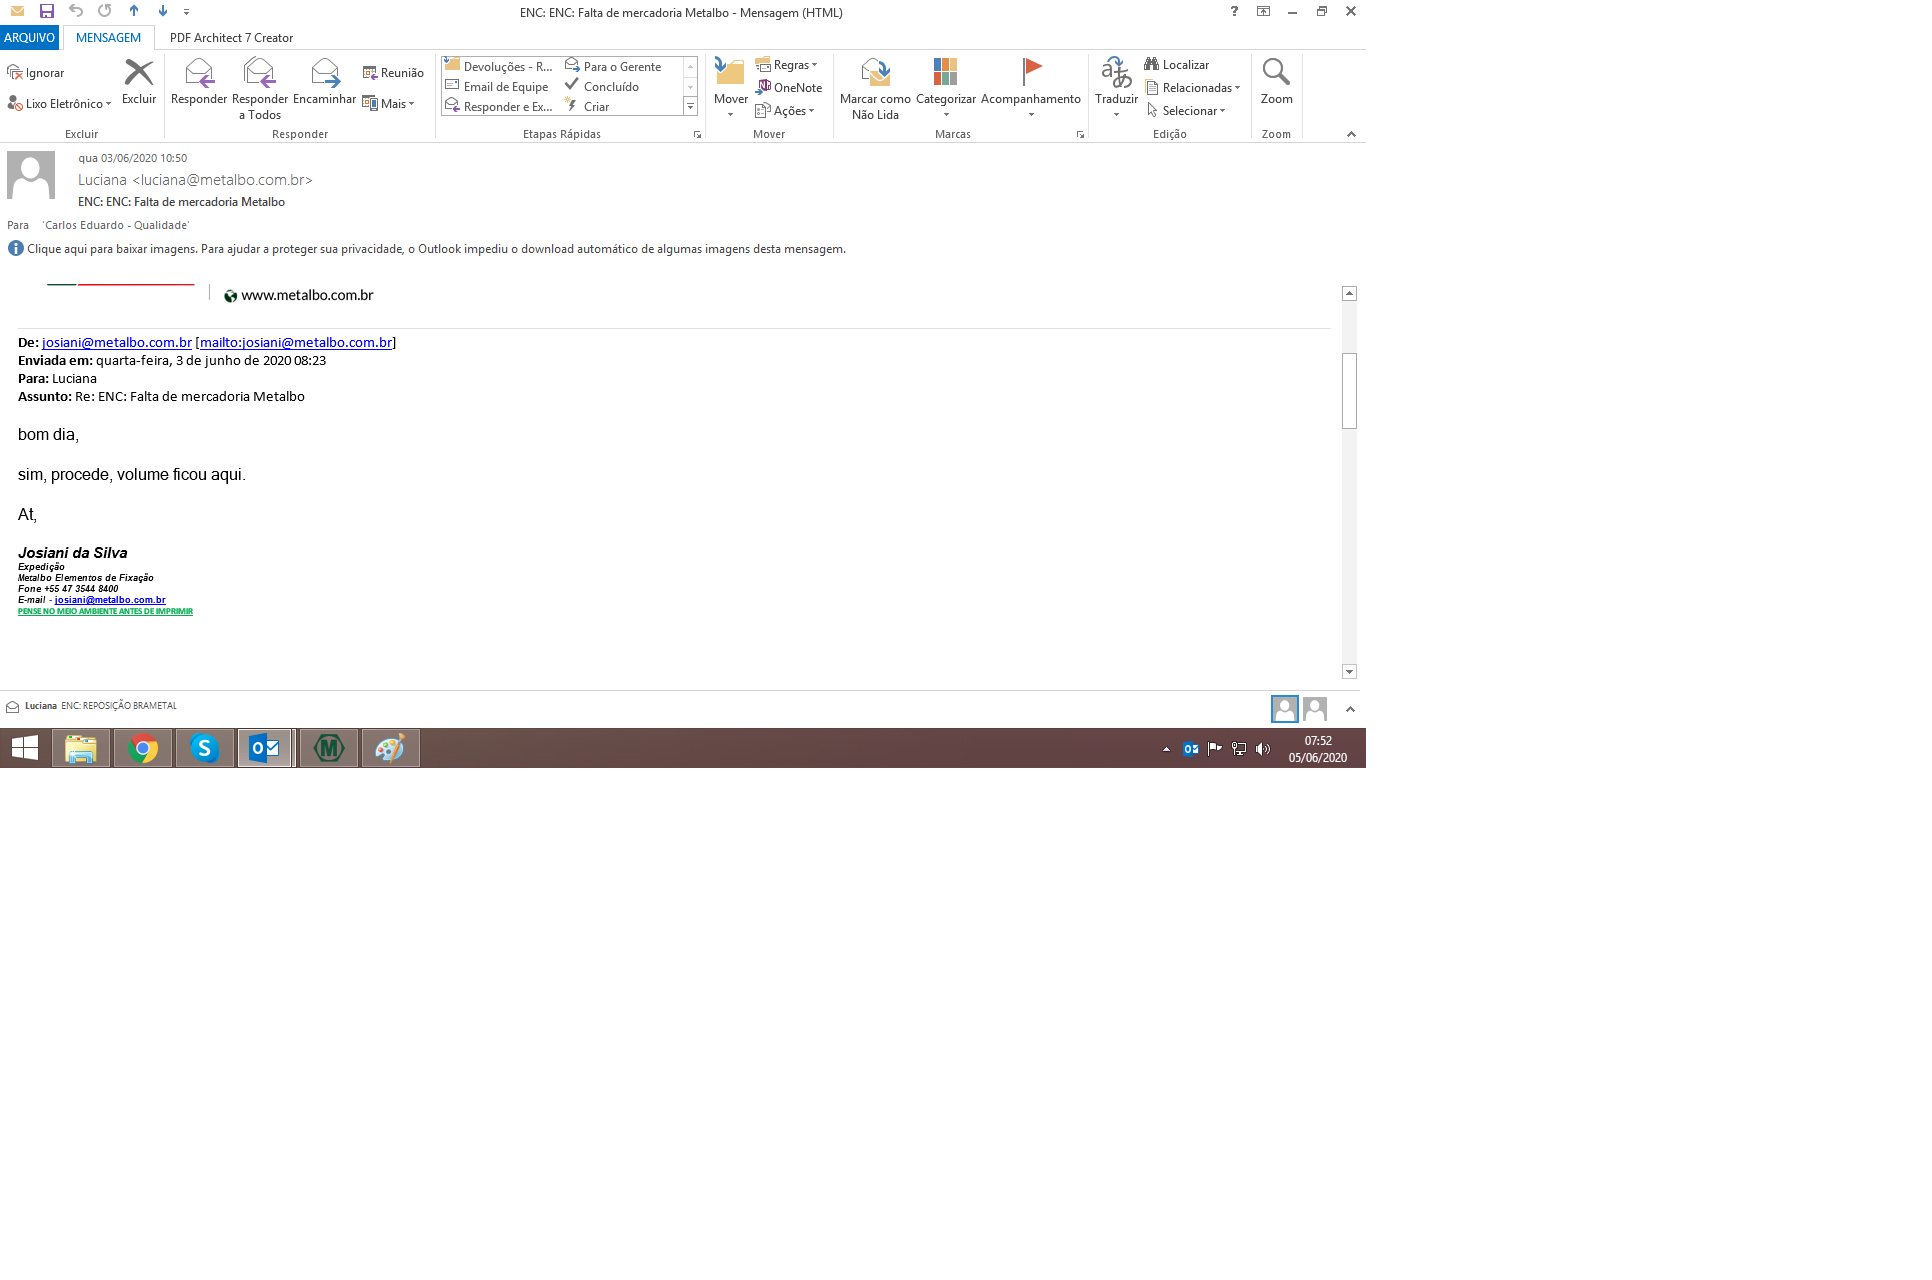 ENC: ENC: Falta de mercadoria Metalbo - Mensagem (HTML)
ARQUIVO MENSAGEM PDF Architect 7 Creator
Ignorar
Lixo Eletrônico
Excluir
Excluir
Responder
Responder a Todos
Encaminhar
Reunião
Mais
Responder
Devoluções - R...
Email de Equipe
Responder e Ex...
Para o Gerente
Concluído
Criar
Etapas Rápidas
Mover
Regras
OneNote
Ações
Mover
Marcar como
Não Lida
Categorizar
Acompanhamento
Marcas
Traduzir
Localizar
Relacionadas
Selecionar
Edição
Zoom
Zoom
qua 03/06/2020 10:50
Luciana <luciana@metalbo.com.br>
ENC: ENC: Falta de mercadoria Metalbo
Para 'Carlos Eduardo - Qualidade'
Clique aqui para baixar imagens. Para ajudar a proteger sua privacidade, o Outlook impediu o download automático de algumas imagens desta mensagem.
www.metalbo.com.br
De: josiani@metalbo.com.br [mailto:josiani@metalbo.com.br]
Enviada em: quarta-feira, 3 de junho de 2020 08:23
Para: Luciana
Assunto: Re: ENC: Falta de mercadoria Metalbo
bom dia,
sim, procede, volume ficou aqui.
At,
Josiani da Silva
Expedição
Metalbo Elementos de Fixação
Fone +55 47 3544 8400
E-mail - josiani@metalbo.com.br
PENSE NO MEIO AMBIENTE ANTES DE IMPRIMIR
Luciana ENC: REPOSIÇÃO BRAMETAL
07:52
05/06/2020